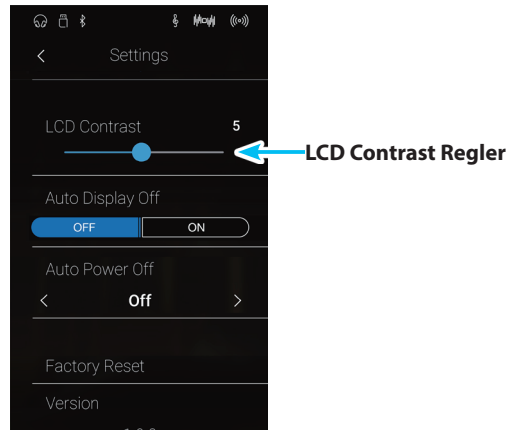 Settings
LCD Contrast 5
LCD Contrast Regler
Auto Display Off
OFF ON
Auto Power Off
< Off >
Factory Reset
Version